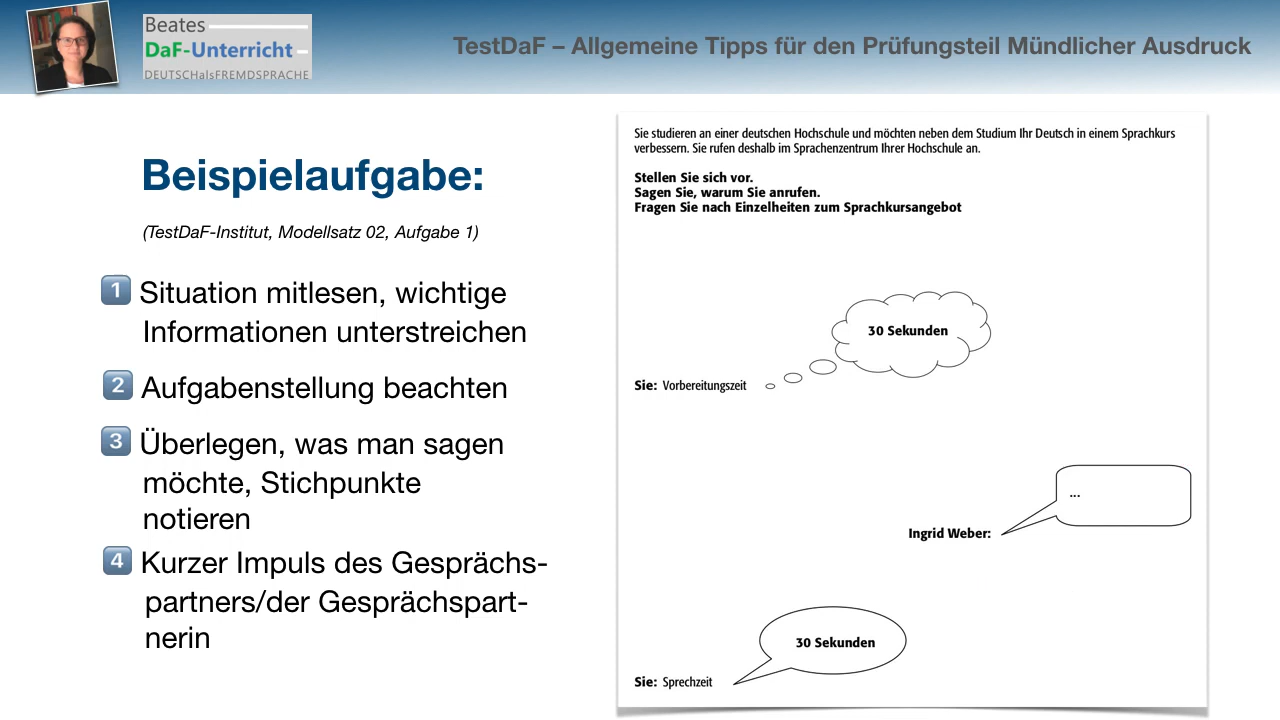 Beates
DaF-Unterricht
DEUTSCHalsFREMDSPRACHE
TestDaF – Allgemeine Tipps für den Prüfungsteil Mündlicher Ausdruck
Beispielaufgabe:
(TestDaF-Institut, Modellsatz 02, Aufgabe 1)
1 Situation mitlesen, wichtige
Informationen unterstreichen
2 Aufgabenstellung beachten
3 Überlegen, was man sagen
möchte, Stichpunkte
notieren
4 Kurzer Impuls des Gesprächs-
partners/der Gesprächspart-
nerin
Sie studieren an einer deutschen Hochschule und möchten neben dem Studium Ihr Deutsch in einem Sprachkurs
verbessern. Sie rufen deshalb im Sprachenzentrum Ihrer Hochschule an.
Stellen Sie sich vor.
Sagen Sie, warum Sie anrufen.
Fragen Sie nach Einzelheiten zum Sprachkursangebot
30 Sekunden
Sie: Vorbereitungszeit
...
Ingrid Weber:
30 Sekunden
Sie: Sprechzeit